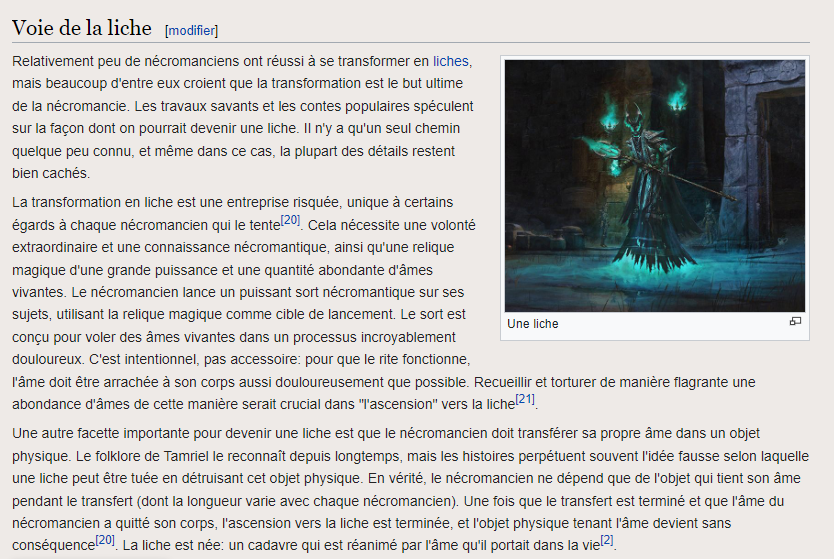 Voie de la liche [modifier]
Relativement peu de nécromanciens ont réussi à se transformer en liches,
mais beaucoup d'entre eux croient que la transformation est le but ultime
de la nécromancie. Les travaux savants et les contes populaires spéculent
sur la façon dont on pourrait devenir une liche. Il n'y a qu'un seul chemin
quelque peu connu, et même dans ce cas, la plupart des détails restent
bien cachés.
La transformation en liche est une entreprise risquée, unique à certains
égards à chaque nécromancien qui le tente[20]. Cela nécessite une volonté
extraordinaire et une connaissance nécromantique, ainsi qu'une relique
magique d'une grande puissance et une quantité abondante d'âmes
vivantes. Le nécromancien lance un puissant sort nécromantique sur ses
sujets, utilisant la relique magique comme cible de lancement. Le sort est
conçu pour voler des âmes vivantes dans un processus incroyablement
douloureux. C'est intentionnel, pas accessoire: pour que le rite fonctionne,
l'âme doit être arrachée à son corps aussi douloureusement que possible. Recueillir et torturer de manière flagrante une
abondance d'âmes de cette manière serait crucial dans "l'ascension" vers la liche[21].
Une liche
Une autre facette importante pour devenir une liche est que le nécromancien doit transférer sa propre âme dans un objet
physique. Le folklore de Tamriel le reconnaît depuis longtemps, mais les histoires perpétuent souvent l'idée fausse selon laquelle
une liche peut être tuée en détruisant cet objet physique. En vérité, le nécromancien ne dépend que de l'objet qui tient son âme
pendant le transfert (dont la longueur varie avec chaque nécromancien). Une fois que le transfert est terminé et que l'âme du
nécromancien a quitté son corps, l'ascension vers la liche est terminée, et l'objet physique tenant l'âme devient sans
conséquence[20]. La liche est née: un cadavre qui est réanimé par l'âme qu'il portait dans la vie[2].